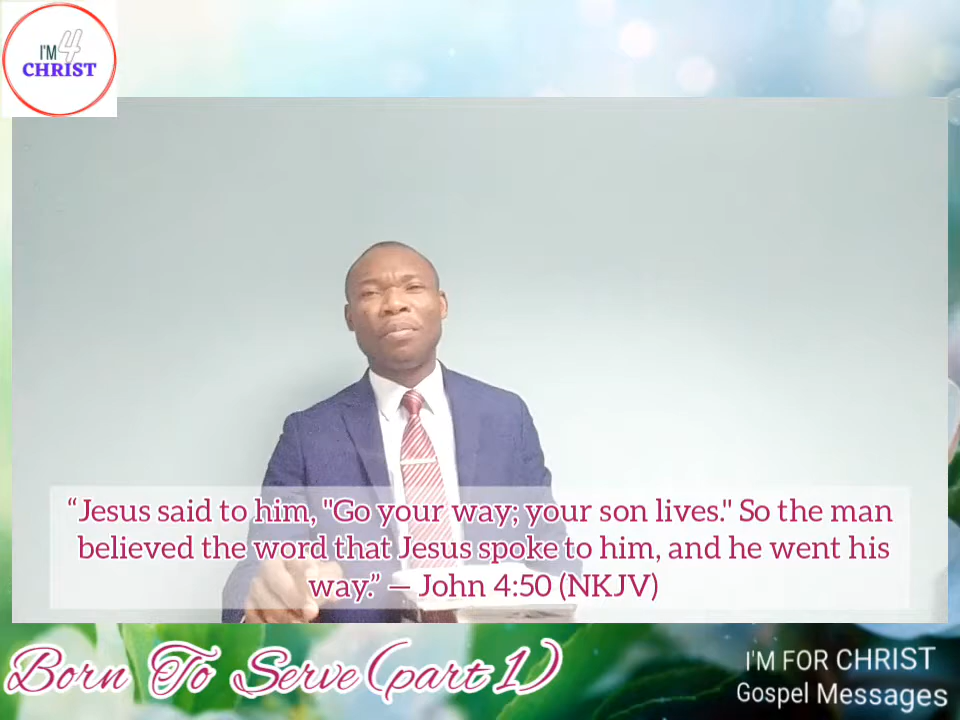 I'M 4
CHRIST
“Jesus said to him, "Go your way; your son lives." So the man
believed the word that Jesus spoke to him, and he went his
way.” — John 4:50 (NKJV)
Born To Serve (part 1)
I'M FOR CHRIST
Gospel Messages